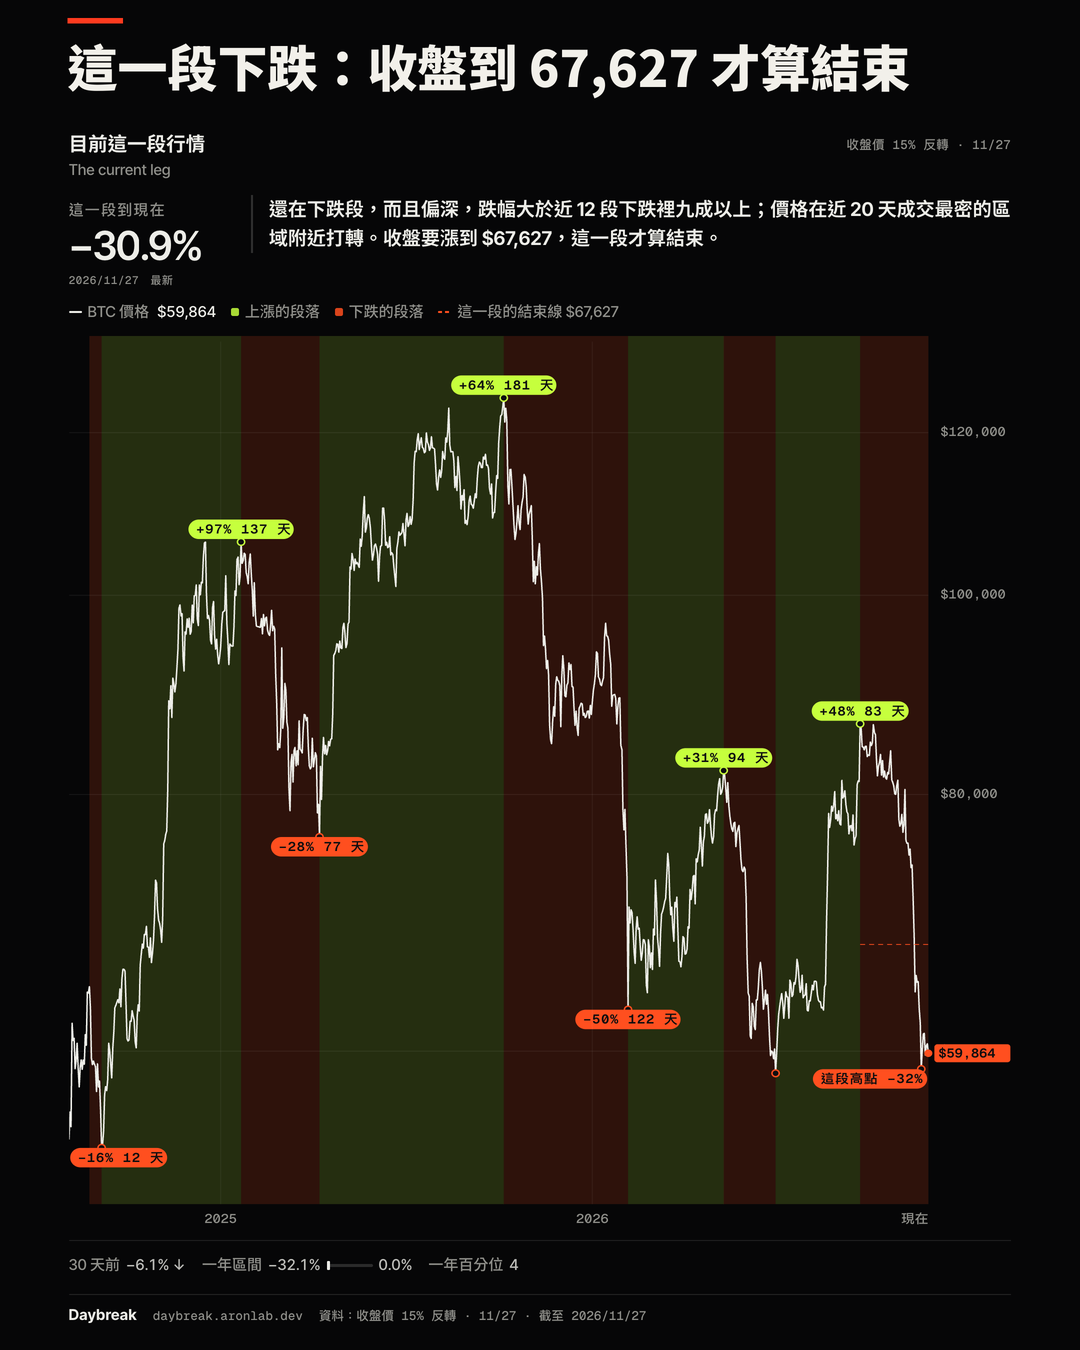 這一段下跌：收盤到 67,627 才算結束
目前這一段行情
收盤價 15% 反轉 · 11/27
The current leg
這一段到現在
−30.9%
2026/11/27 最新
還在下跌段，而且偏深，跌幅大於近 12 段下跌裡九成以上；價格在近 20 天成交最密的區
域附近打轉。收盤要漲到 $67,627，這一段才算結束。
BTC 價格 $59,864 上漲的段落 下跌的段落 這一段的結束線 $67,627
+64% 181 天
$120,000
+97% 137 天
$100,000
+48% 83 天
+31% 94 天
$80,000
−28% 77 天
−50% 122 天
$59,864
這段高點 −32%
−16% 12 天
2025
2026
現在
30 天前 −6.1% ↓ 一年區間 −32.1% 0.0% 一年百分位 4
Daybreak daybreak.aronlab.dev 資料：收盤價 15% 反轉 · 11/27 · 截至 2026/11/27